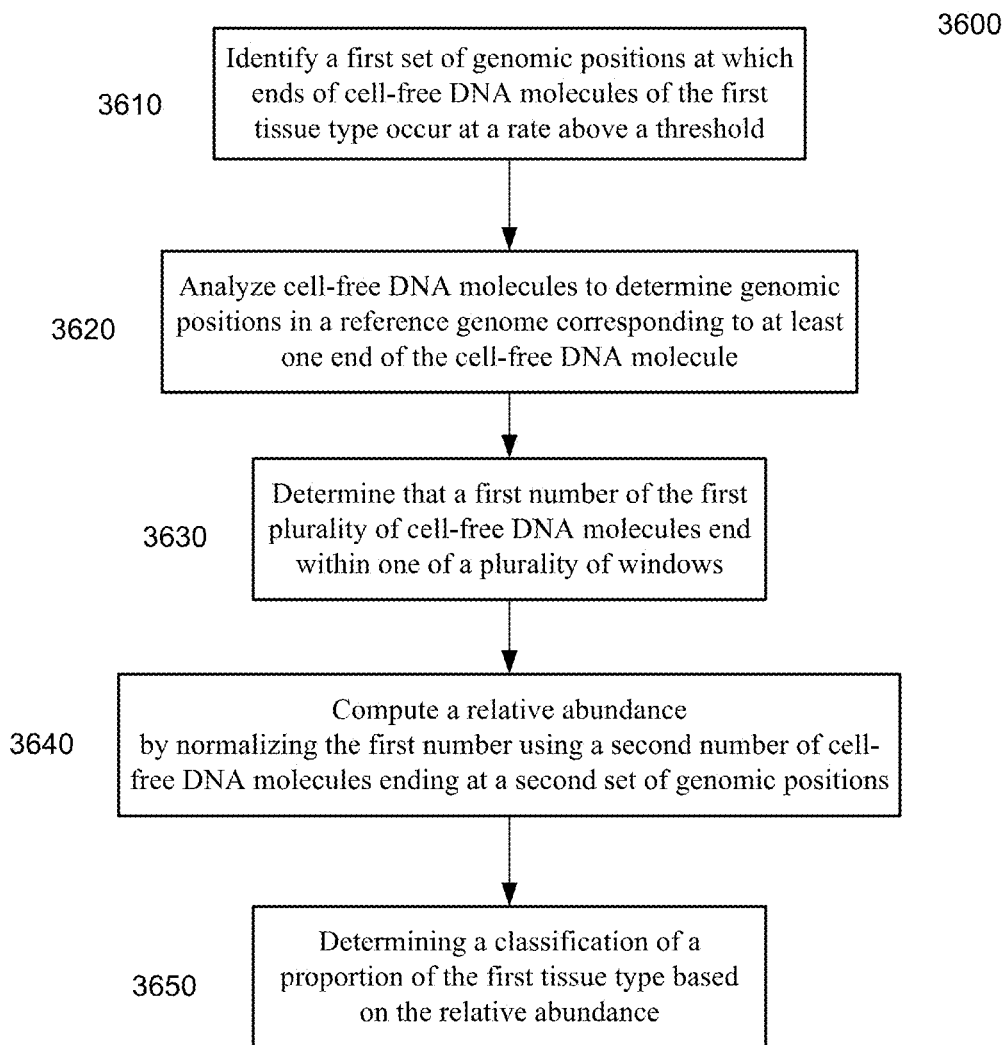 3600
3610
Identify a first set of genomic positions at which
ends of cell-free DNA molecules of the first
tissue type occur at a rate above a threshold
3620
Analyze cell-free DNA molecules to determine genomic
positions in a reference genome corresponding to at least
one end of the cell-free DNA molecule
3630
Determine that a first number of the first
plurality of cell-free DNA molecules end
within one of a plurality of windows
3640
Compute a relative abundance
by normalizing the first number using a second number of cell-
free DNA molecules ending at a second set of genomic positions
3650
Determining a classification of a
proportion of the first tissue type based
on the relative abundance